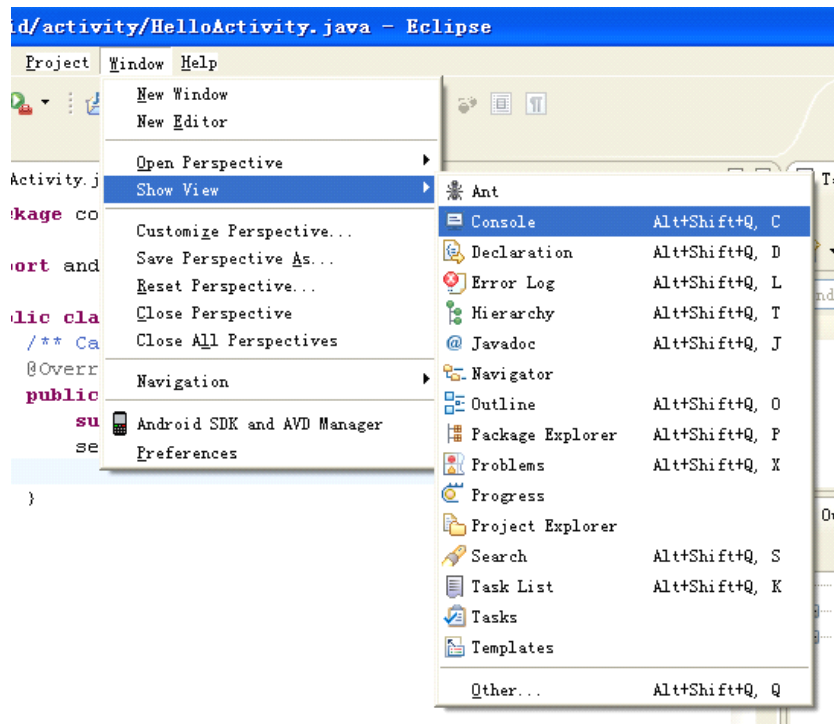 id/activity/HelloActivity.java - Eclipse
Project Window Help
New Window
New Editor
Open Perspective
Show View
Customize Perspective...
Save Perspective As...
Reset Perspective...
Close Perspective
Close All Perspectives
Navigation
Android SDK and AVD Manager
Preferences
Ant
Console Alt+Shift+Q, C
Declaration Alt+Shift+Q, D
Error Log Alt+Shift+Q, L
Hierarchy Alt+Shift+Q, T
@ Javadoc Alt+Shift+Q, J
Navigator
Outline Alt+Shift+Q, O
Package Explorer Alt+Shift+Q, P
Problems Alt+Shift+Q, X
Progress
Project Explorer
Search Alt+Shift+Q, S
Task List Alt+Shift+Q, K
Tasks
Templates
Other... Alt+Shift+Q, Q
Activity.j
kage co
ort and
lic cla
/** Ca
@Overr
public
su
se
}